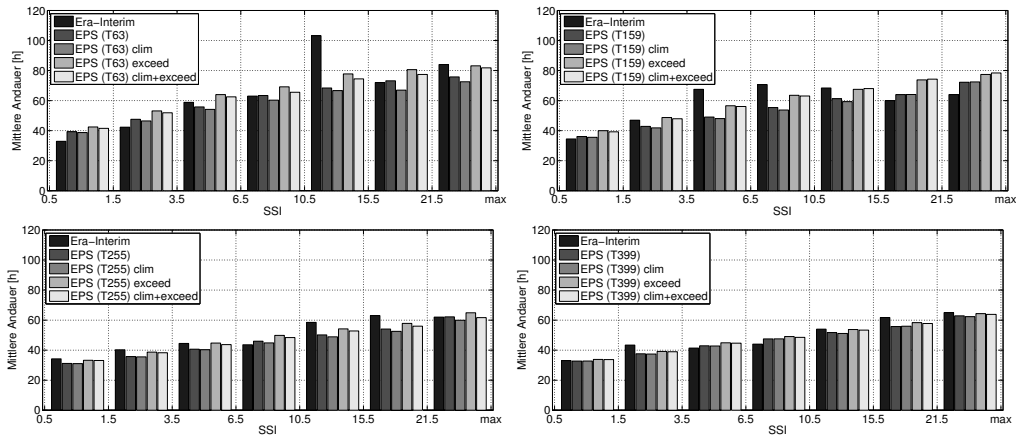 120
100
80
60
40
20
0
Mittlere Andauer [h]
Era−Interim
EPS (T63)
EPS (T63) clim
EPS (T63) exceed
EPS (T63) clim+exceed
0.5 1.5 3.5 6.5 10.5 15.5 21.5 max
SSI
120
100
80
60
40
20
0
Mittlere Andauer [h]
Era−Interim
EPS (T159)
EPS (T159) clim
EPS (T159) exceed
EPS (T159) clim+exceed
0.5 1.5 3.5 6.5 10.5 15.5 21.5 max
SSI
120
100
80
60
40
20
0
Mittlere Andauer [h]
Era−Interim
EPS (T255)
EPS (T255) clim
EPS (T255) exceed
EPS (T255) clim+exceed
0.5 1.5 3.5 6.5 10.5 15.5 21.5 max
SSI
120
100
80
60
40
20
0
Mittlere Andauer [h]
Era−Interim
EPS (T399)
EPS (T399) clim
EPS (T399) exceed
EPS (T399) clim+exceed
0.5 1.5 3.5 6.5 10.5 15.5 21.5 max
SSI